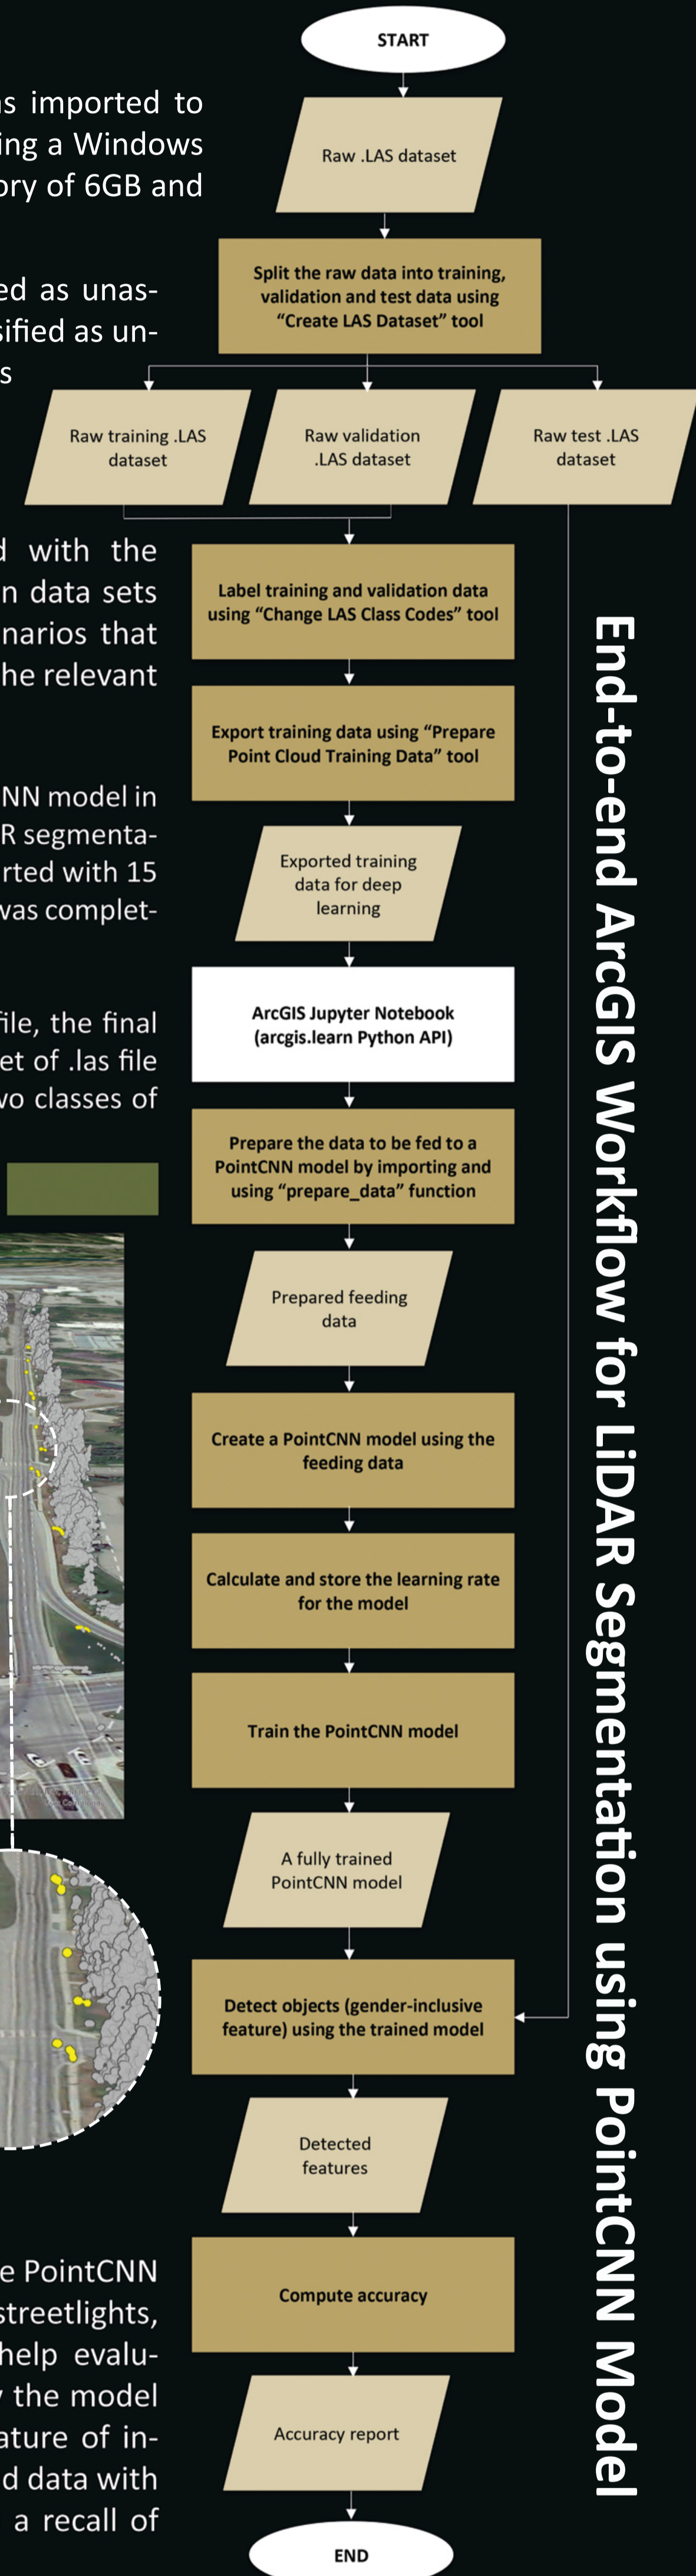 s imported to
ing a Windows
ory of 6GB and
ed as unas-
sified as un-
s
d with the
n data sets
narios that
he relevant
NN model in
R segmenta-
rted with 15
was complet-
file, the final
et of .las file
wo classes of
e PointCNN
streetlights,
help evalu-
y the model
ature of in-
d data with
a recall of
START
Raw .LAS dataset
Split the raw data into training,
validation and test data using
“Create LAS Dataset” tool
Raw training .LAS
dataset
Raw validation
.LAS dataset
Raw test .LAS
dataset
Label training and validation data
using “Change LAS Class Codes” tool
Export training data using “Prepare
Point Cloud Training Data” tool
Exported training
data for deep
learning
ArcGIS Jupyter Notebook
(arcgis.learn Python API)
Prepare the data to be fed to a
PointCNN model by importing and
using “prepare_data” function
Prepared feeding
data
Create a PointCNN model using the
feeding data
Calculate and store the learning rate
for the model
Train the PointCNN model
A fully trained
PointCNN model
Detect objects (gender-inclusive
feature) using the trained model
Detected
features
Compute accuracy
Accuracy report
END
End-to-end ArcGIS Workflow for LiDAR Segmentation using PointCNN Model